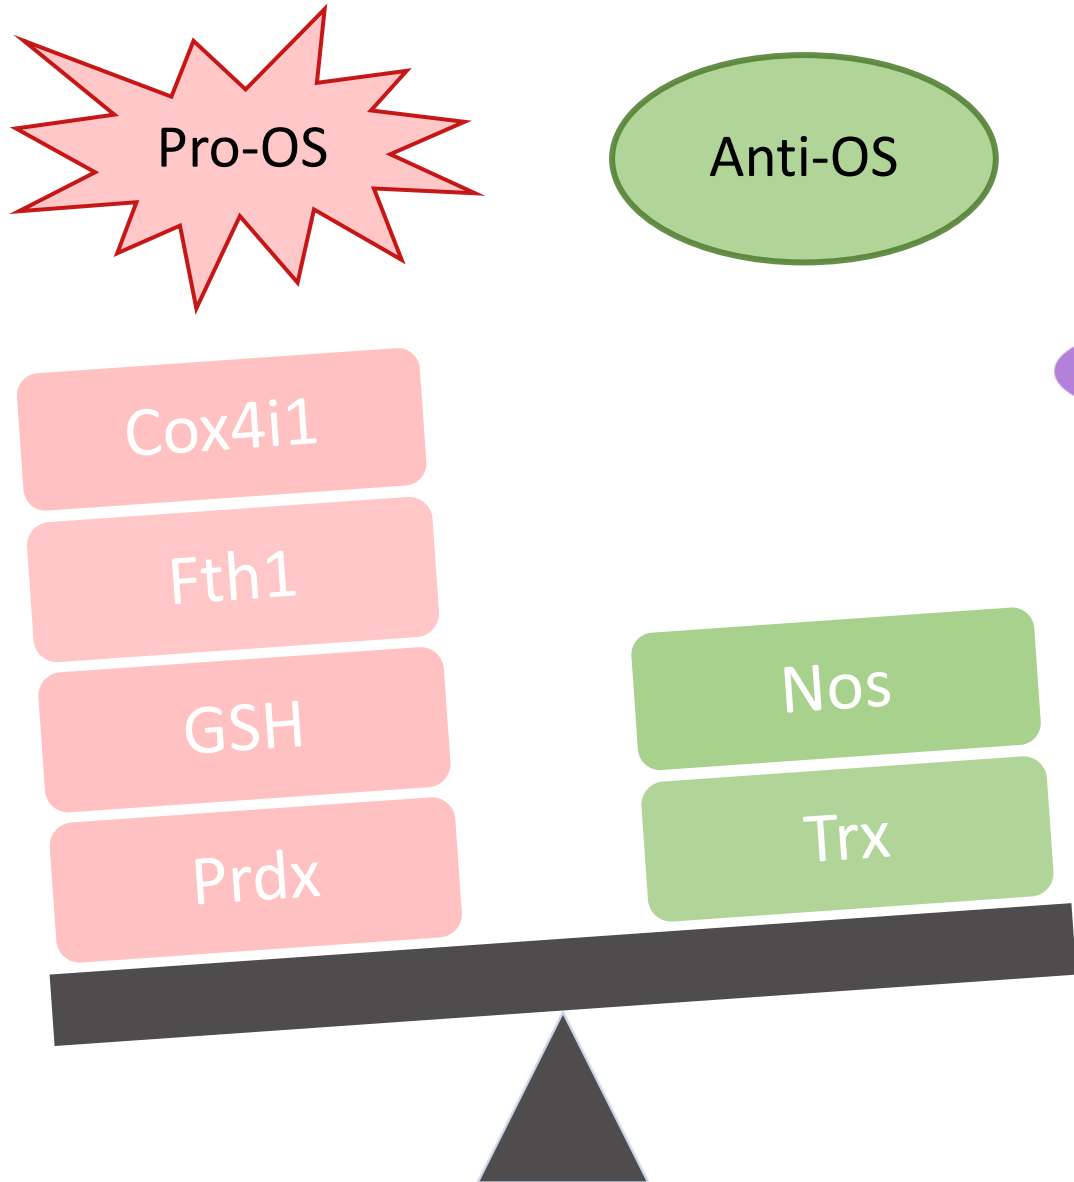 Pro-OS
Anti-OS
Cox4i1
Fth1
GSH
Prdx
Nos
Trx